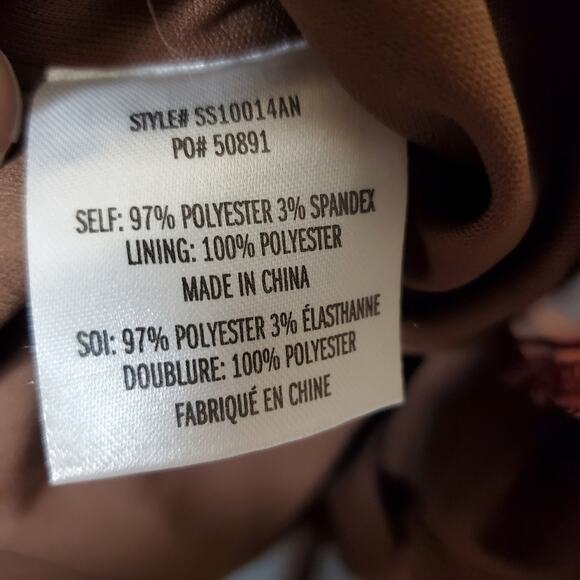 STYLE# SS10014AN
PO# 50891
SELF: 97% POLYESTER 3% SPANDEX
LINING: 100% POLYESTER
MADE IN CHINA
SOI: 97% POLYESTER 3% ÉLASTHANNE
DOUBLURE: 100% POLYESTER
FABRIQUÉ EN CHINE